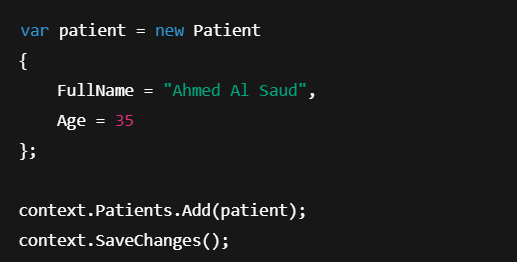 var patient = new Patient
{
    FullName = "Ahmed Al Saud",
    Age = 35
};

context.Patients.Add(patient);
context.SaveChanges();